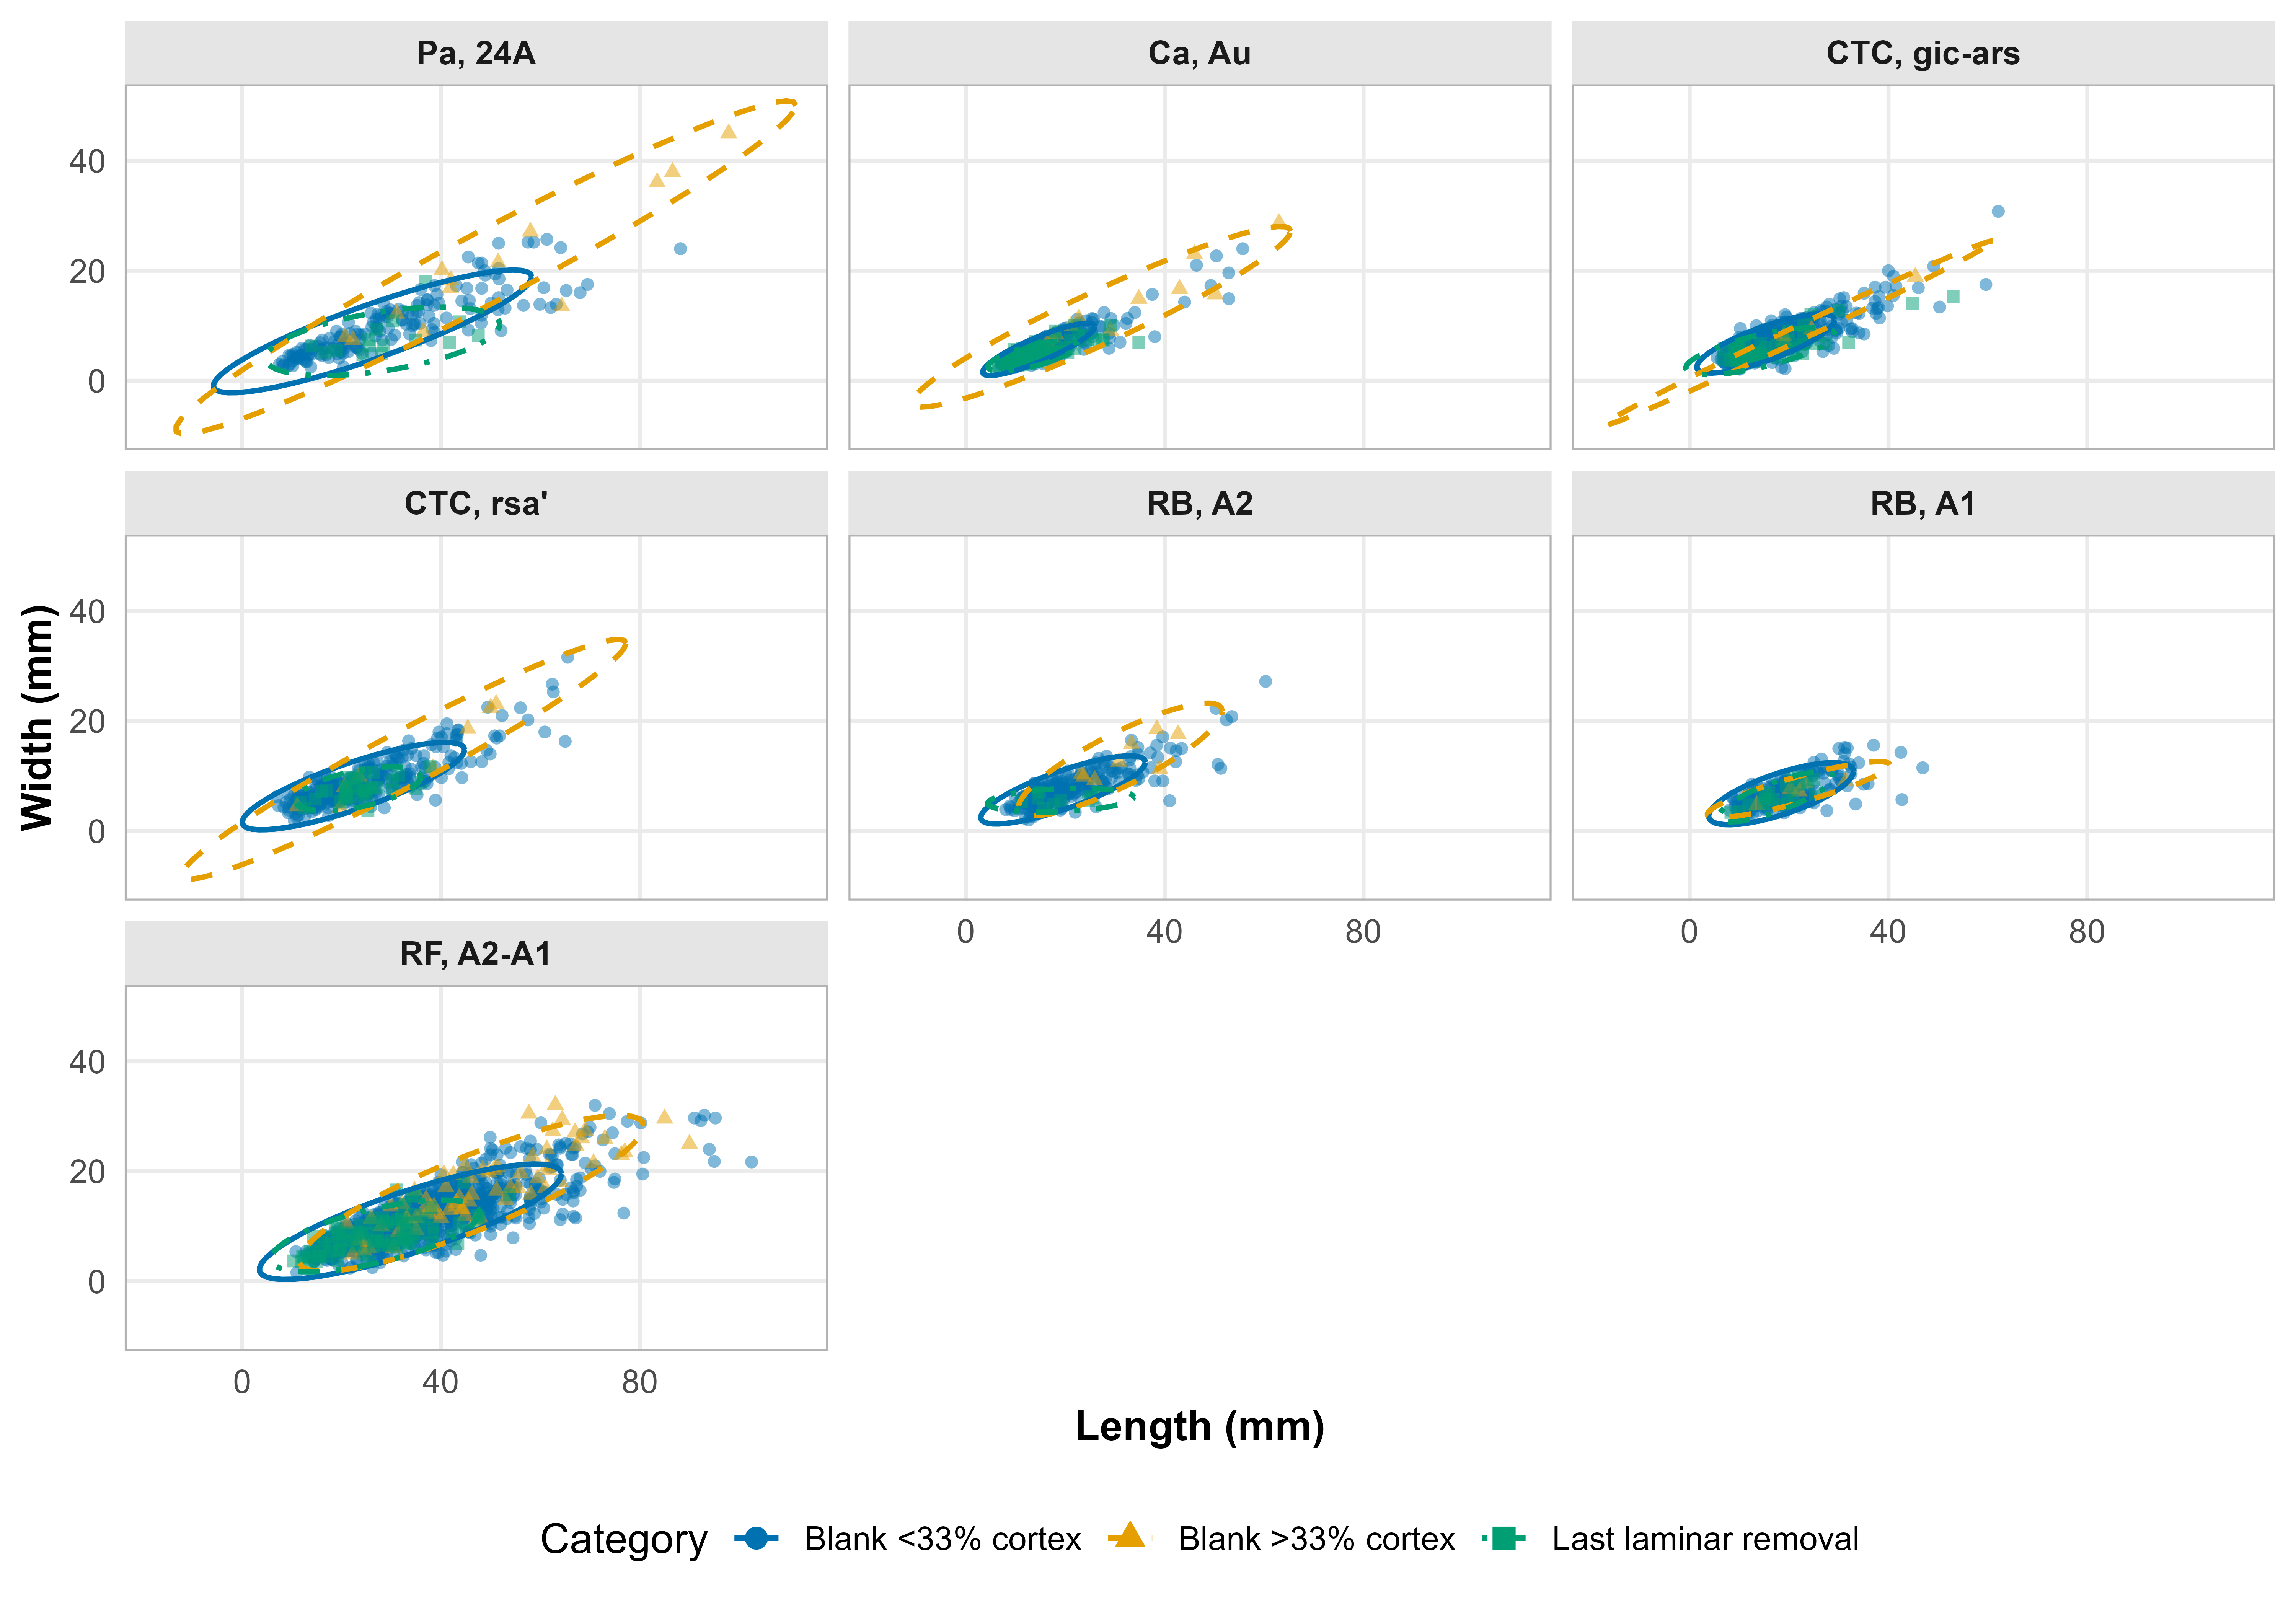 Pa, 24A
Ca, Au
CTC, gic-ars
40
20
0
CTC, rsa'
RB, A2
RB, A1
40
20
0
0 40 80
0 40 80
RF, A2-A1
40
20
0
0 40 80
Width (mm)
Length (mm)
Category
Blank <33% cortex
Blank >33% cortex
Last laminar removal